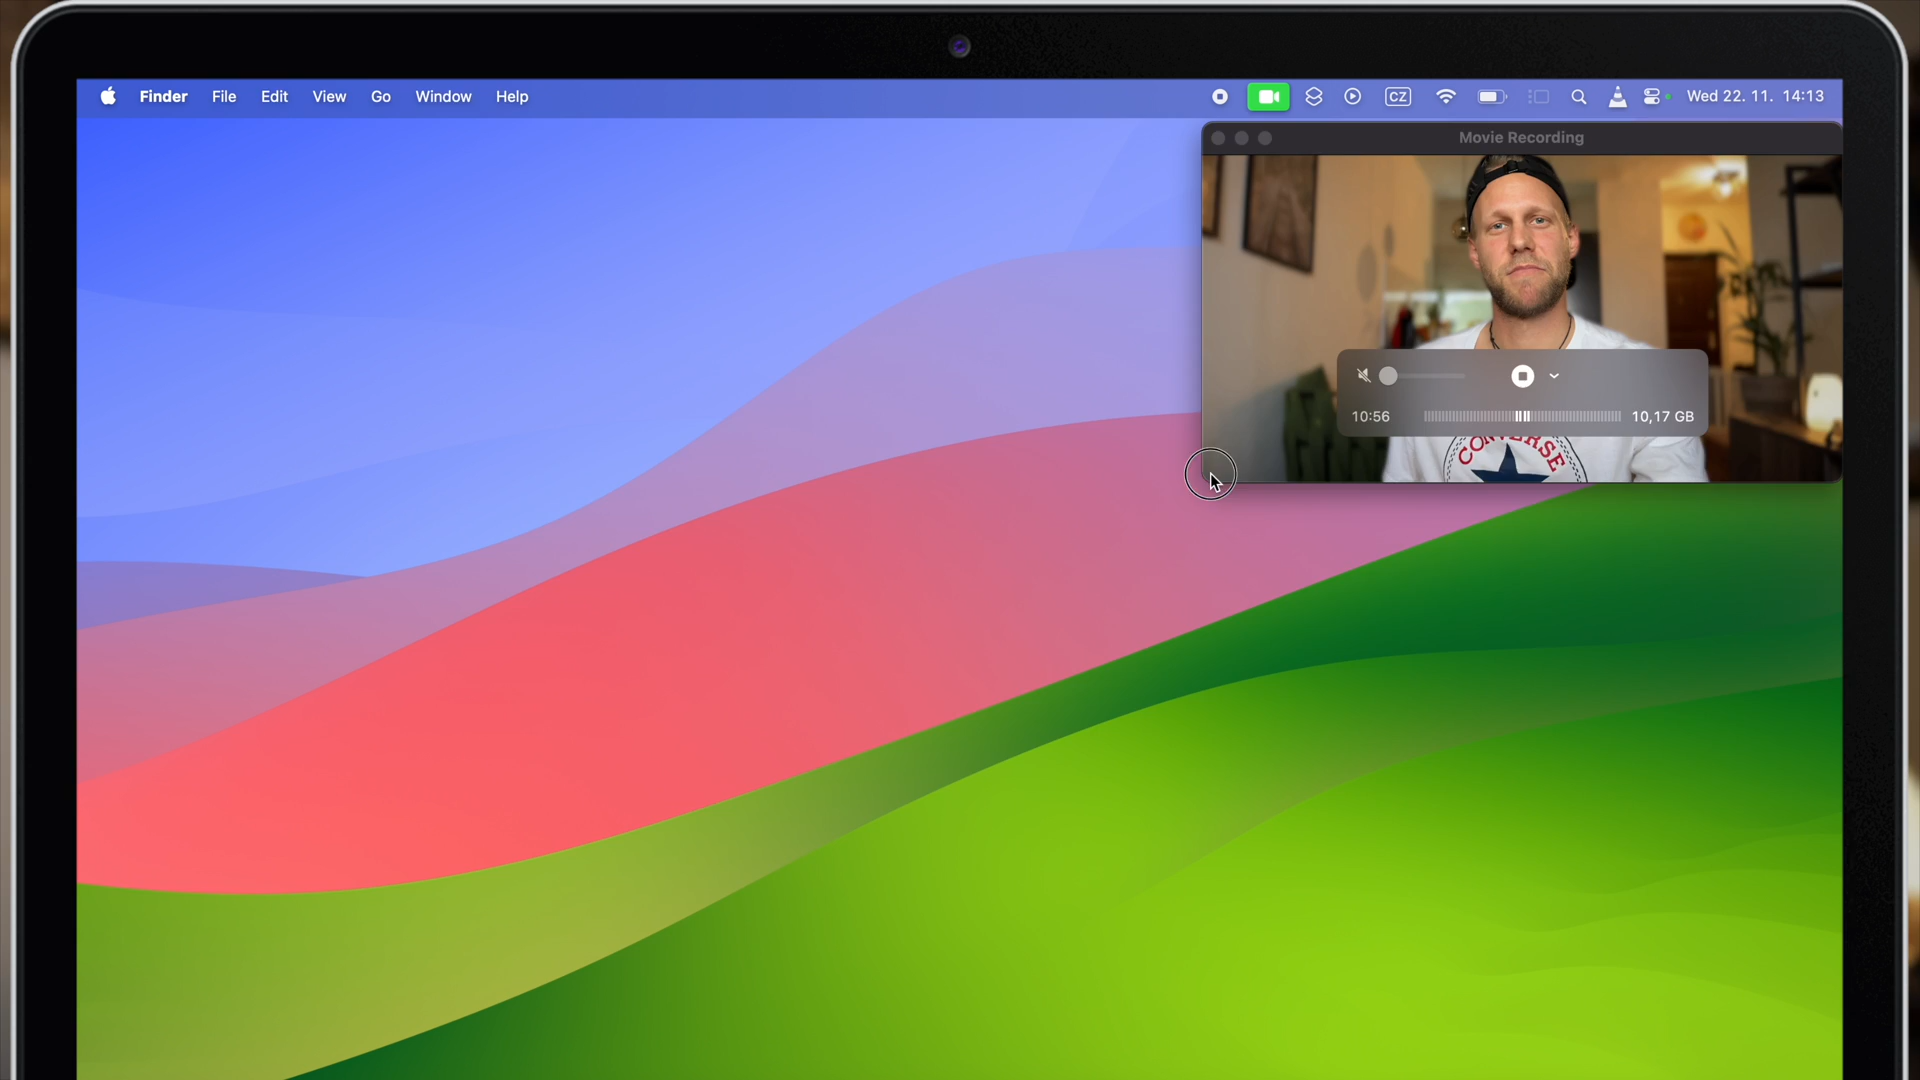 Finder File Edit View Go Window Help CZ Wed 22. 11. 14:13
Movie Recording
10:56 10,17 GB
CONVERSE